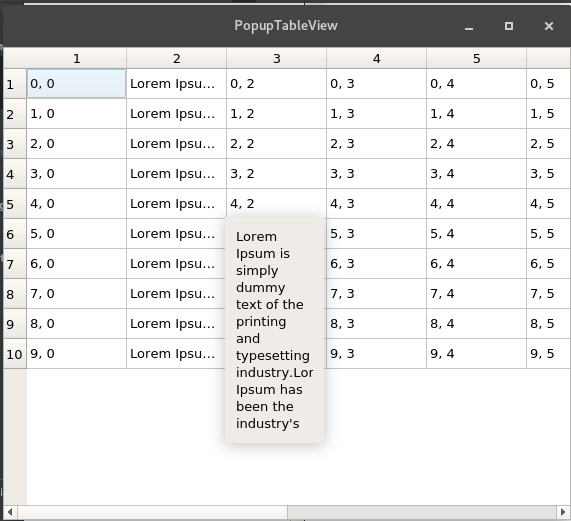 PopupTableView
1 2 3 4 5
1 0, 0 Lorem Ipsu... 0, 2 0, 3 0, 4 0, 5
2 1, 0 Lorem Ipsu... 1, 2 1, 3 1, 4 1, 5
3 2, 0 Lorem Ipsu... 2, 2 2, 3 2, 4 2, 5
4 3, 0 Lorem Ipsu... 3, 2 3, 3 3, 4 3, 5
5 4, 0 Lorem Ipsu... 4, 2 4, 3 4, 4 4, 5
6 5, 0 Lorem Ipsu... 5, 3 5, 4 5, 5
7 6, 0 Lorem Ipsu... 6, 3 6, 4 6, 5
8 7, 0 Lorem Ipsu... 7, 3 7, 4 7, 5
9 8, 0 Lorem Ipsu... 8, 3 8, 4 8, 5
10 9, 0 Lorem Ipsu... 9, 3 9, 4 9, 5
Lorem
Ipsum is
simply
dummy
text of the
printing
and
typesetting
industry.Lor
Ipsum has
been the
industry's